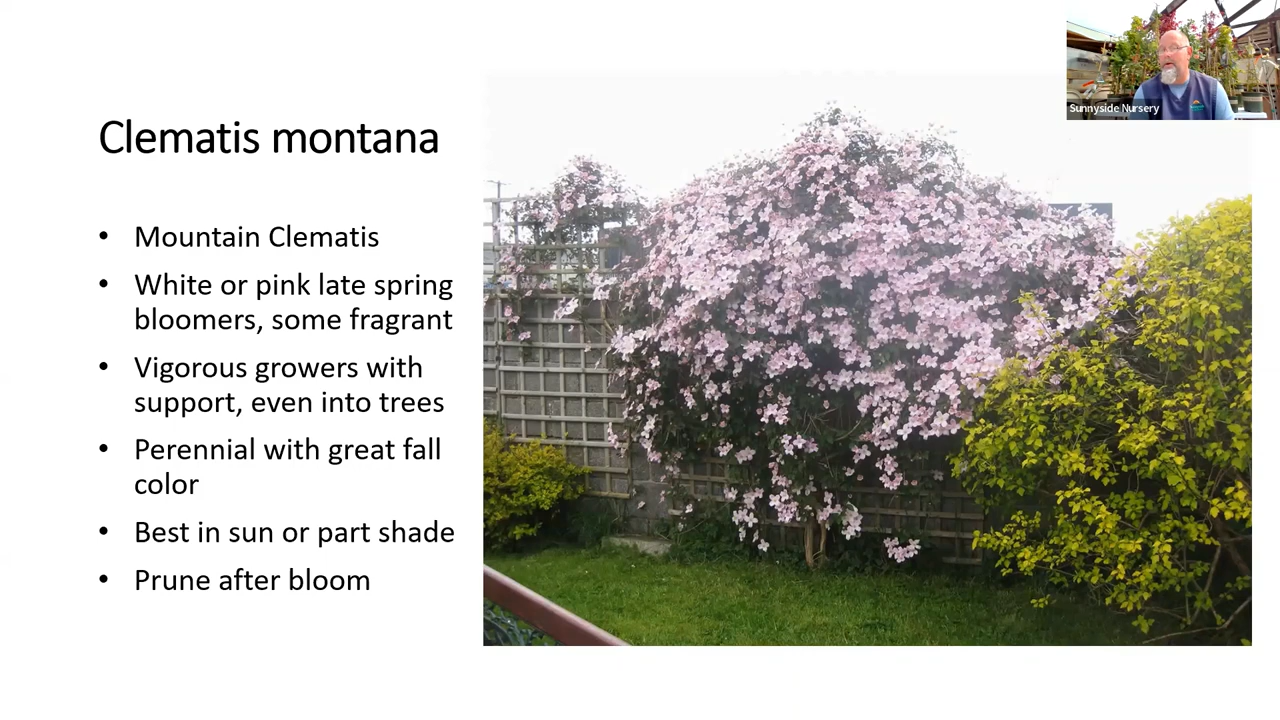 Clematis montana
• Mountain Clematis
• White or pink late spring
bloomers, some fragrant
• Vigorous growers with
support, even into trees
• Perennial with great fall
color
• Best in sun or part shade
• Prune after bloom
Sunnyside Nursery